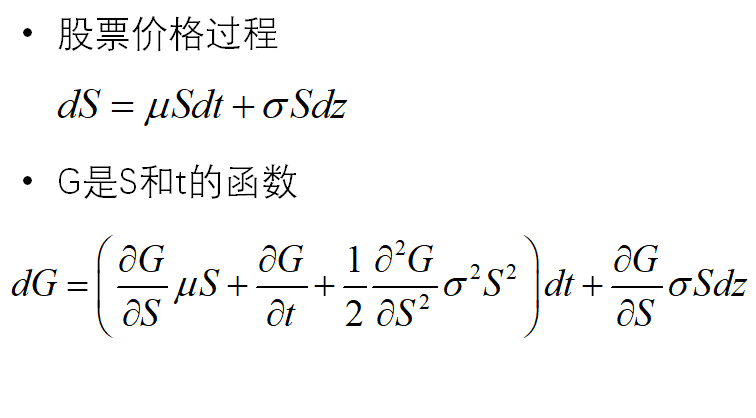 • 股票价格过程
dS = μSdt + σSdz
• G是S和t的函数
dG = (∂G/∂S μS + ∂G/∂t + 1/2 ∂²G/∂S² σ²S²)dt + ∂G/∂S σSdz